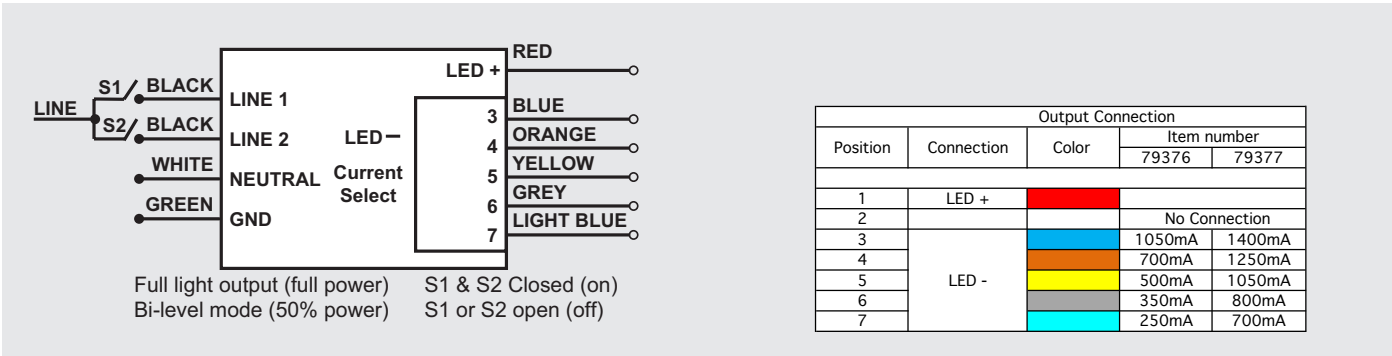 RED
LED +
S1 BLACK
LINE 1
LINE
3 BLUE
S2 BLACK
LINE 2
LED –
4 ORANGE
WHITE
NEUTRAL
Current
Select
5 YELLOW
GREEN
GND
6 GREY
7 LIGHT BLUE
Full light output (full power) S1 & S2 Closed (on)
Bi-level mode (50% power) S1 or S2 open (off)
Output Connection
Position Connection Color Item number
79376 79377
1 LED +
2 No Connection
3 1050mA 1400mA
4 700mA 1250mA
5 LED - 500mA 1050mA
6 350mA 800mA
7 250mA 700mA